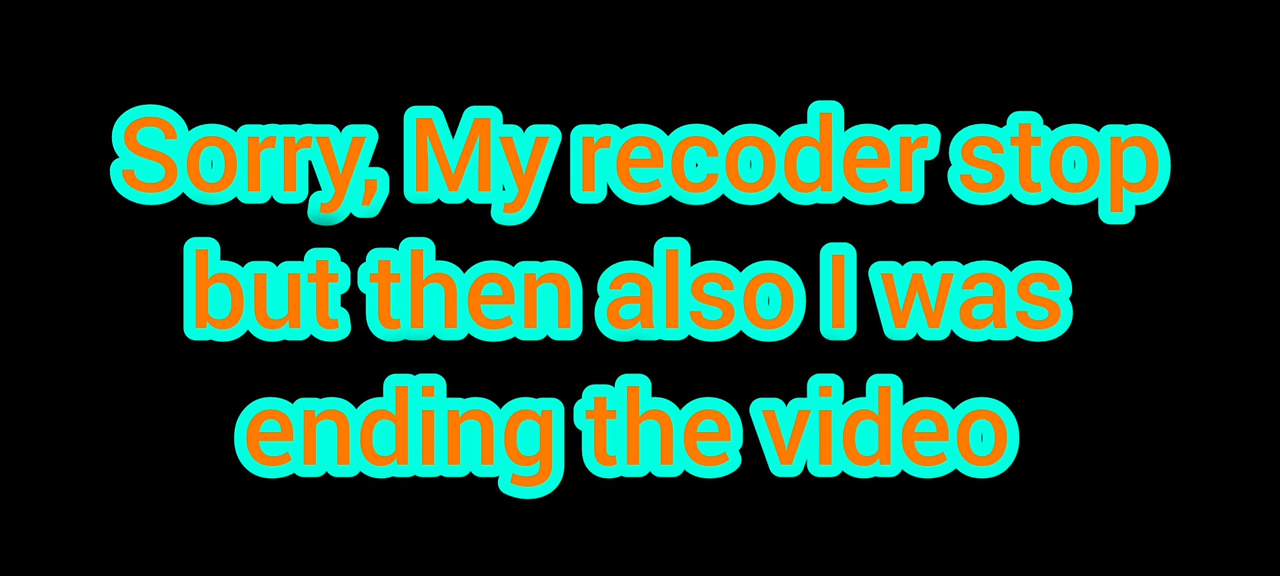 Sorry, My recoder stop
but then also I was
ending the video